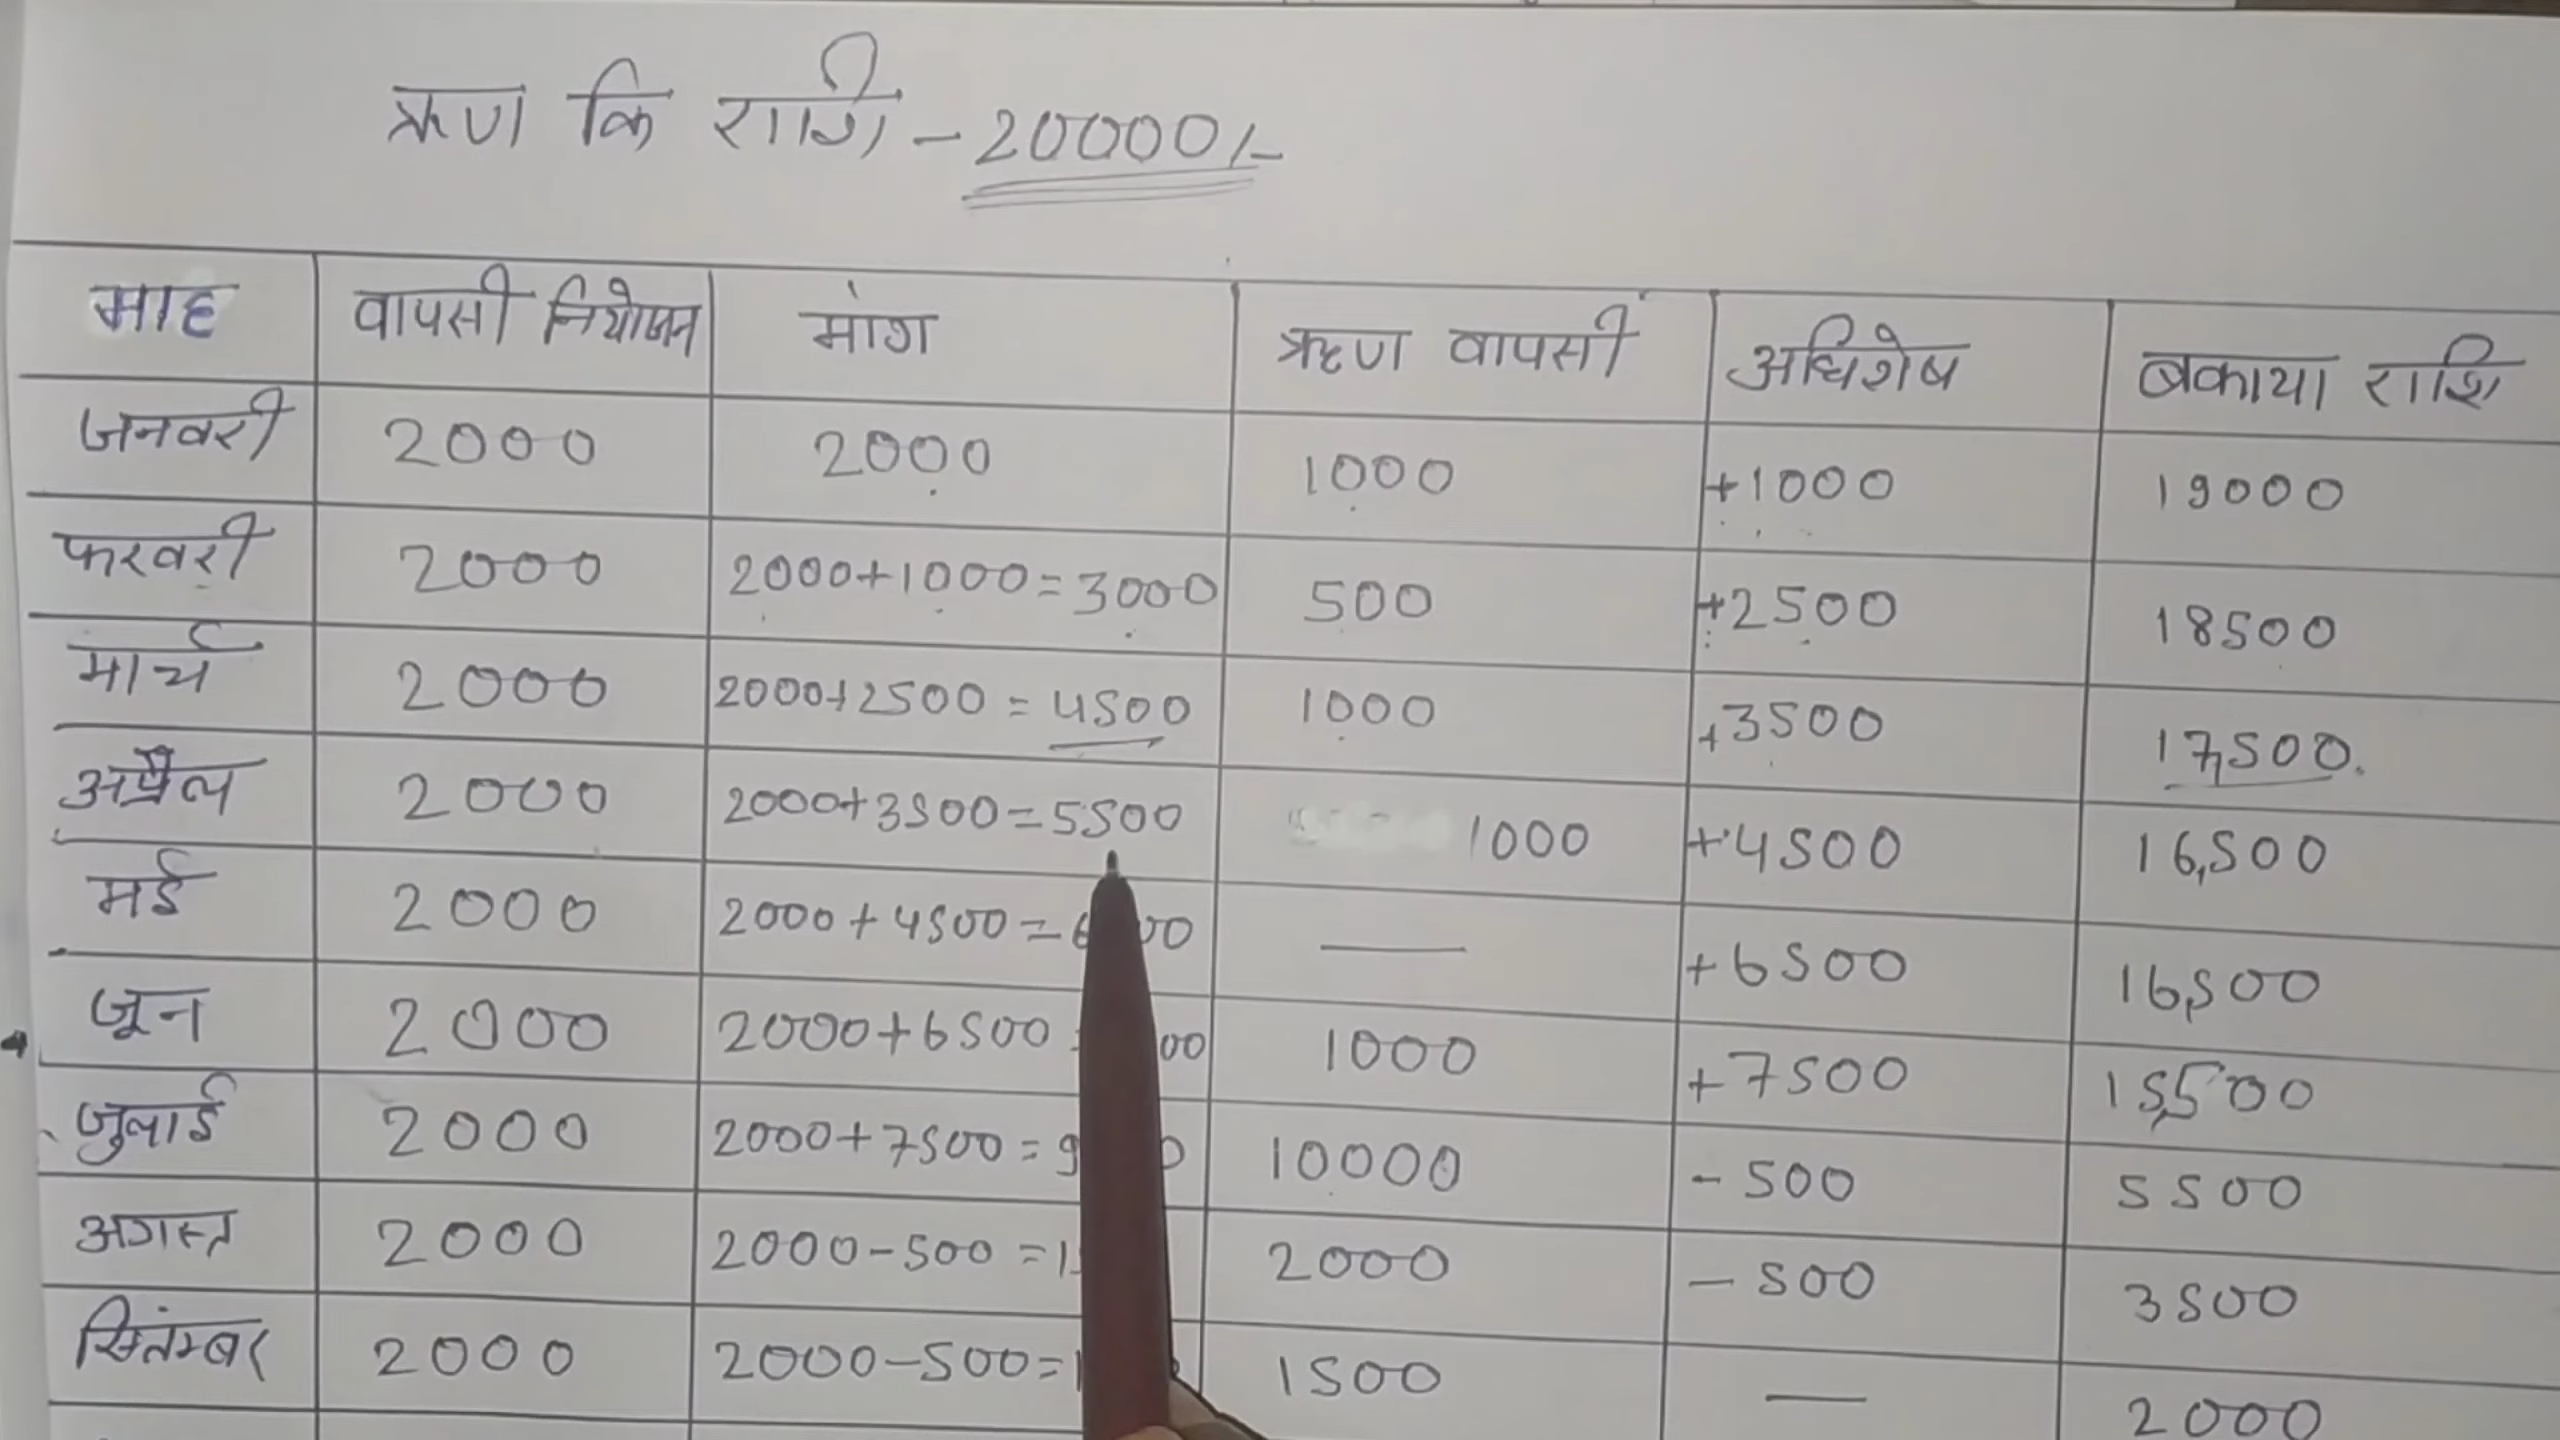 ऋण कि राशि - 20000/-
माह वापसी नियोजन मांग ऋण वापसी अधिशेष बकाया राशि
जनवरी 2000 2000 1000 +1000 19000
फरवरी 2000 2000+1000=3000 500 +2500 18500
मार्च 2000 2000+2500=4500 1000 +3500 17,500.
अप्रैल 2000 2000+3500=5500 1000 +4500 16,500
मई 2000 2000+4500= — +6500 16,500
जून 2000 2000+6500 1000 +7500 15,500
जुलाई 2000 2000+7500= 10000 -500 5500
अगस्त 2000 2000-500= 2000 -500 3500
सितंम्बर 2000 2000-500= 1500 — 2000